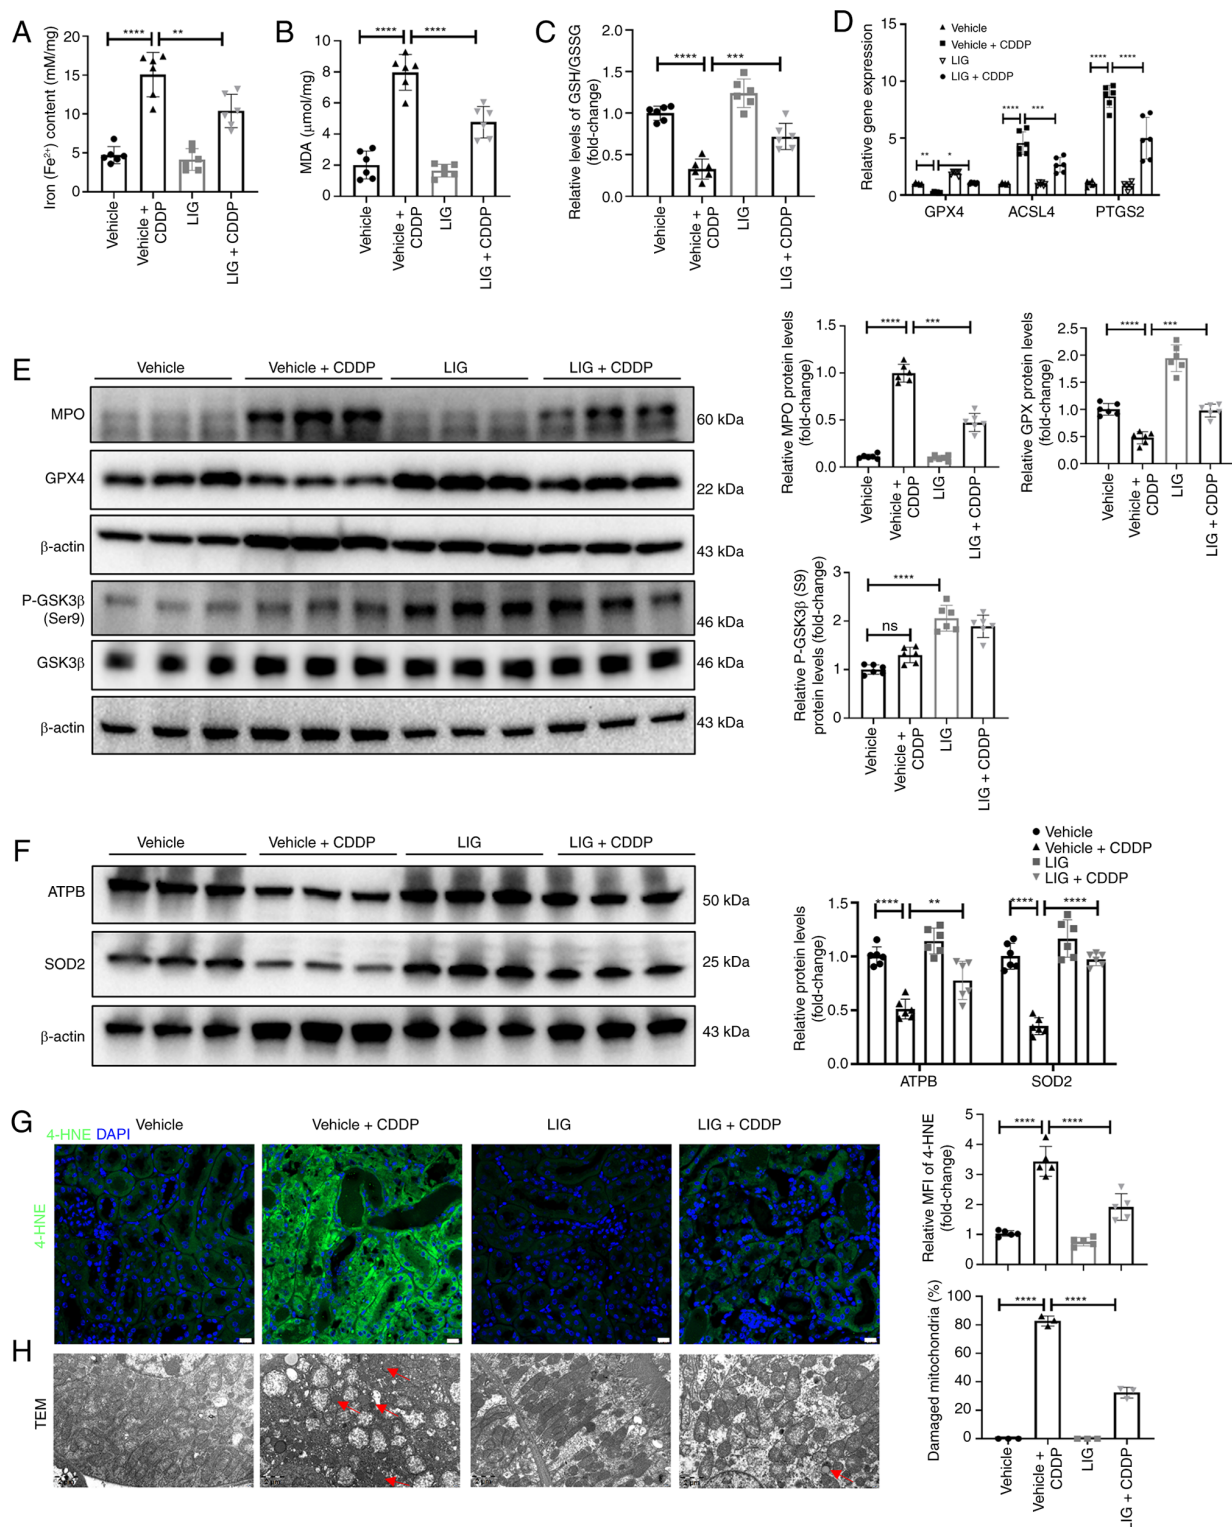 A
Iron (Fe²⁺) content (mM/mg)
20
15
10
5
0
****
**
Vehicle
Vehicle + CDDP
LIG
LIG + CDDP
B
MDA (μmol/mg)
10
8
6
4
2
0
****
****
Vehicle
Vehicle + CDDP
LIG
LIG + CDDP
C
Relative levels of GSH/GSSG
(fold-change)
2.0
1.5
1.0
0.5
0.0
****
***
Vehicle
Vehicle + CDDP
LIG
LIG + CDDP
D
Relative gene expression
15
10
5
0
Vehicle
Vehicle + CDDP
LIG
LIG + CDDP
**
*
****
***
****
****
GPX4
ACSL4
PTGS2
E
Vehicle
Vehicle + CDDP
LIG
LIG + CDDP
MPO
60 kDa
GPX4
22 kDa
β-actin
43 kDa
P-GSK3β
(Ser9)
46 kDa
GSK3β
46 kDa
β-actin
43 kDa
Relative MPO protein levels
(fold-change)
1.5
1.0
0.5
0.0
****
***
Vehicle
Vehicle + CDDP
LIG
LIG + CDDP
Relative GPX protein levels
(fold-change)
2.5
2.0
1.5
1.0
0.5
0.0
****
***
Vehicle
Vehicle + CDDP
LIG
LIG + CDDP
Relative P-GSK3β (S9)
protein levels (fold-change)
3
2
1
0
****
ns
Vehicle
Vehicle + CDDP
LIG
LIG + CDDP
F
Vehicle
Vehicle + CDDP
LIG
LIG + CDDP
ATPB
50 kDa
SOD2
25 kDa
β-actin
43 kDa
Vehicle
Vehicle + CDDP
LIG
LIG + CDDP
Relative protein levels
(fold-change)
1.5
1.0
0.5
0.0
****
**
****
****
ATPB
SOD2
G
4-HNE DAPI
Vehicle
Vehicle + CDDP
LIG
LIG + CDDP
4-HNE
Relative MFI of 4-HNE
(fold-change)
5
4
3
2
1
0
****
****
H
TEM
Damaged mitochondria (%)
100
80
60
40
20
0
****
****
Vehicle
Vehicle + CDDP
LIG
LIG + CDDP